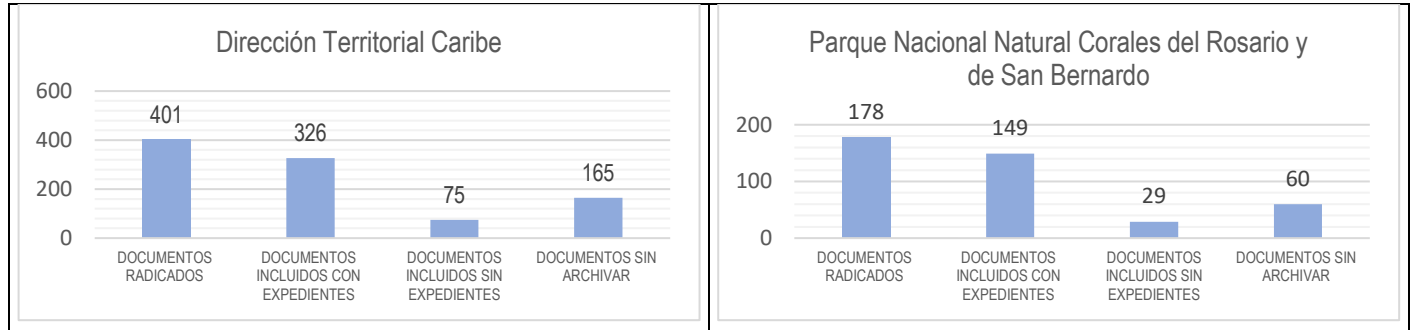 Dirección Territorial Caribe
600
400
200
0
401
326
75
165
DOCUMENTOS
RADICADOS
DOCUMENTOS
INCLUIDOS CON
EXPEDIENTES
DOCUMENTOS
INCLUIDOS SIN
EXPEDIENTES
DOCUMENTOS SIN
ARCHIVAR
Parque Nacional Natural Corales del Rosario y
de San Bernardo
200
100
0
178
149
29
60
DOCUMENTOS
RADICADOS
DOCUMENTOS
INCLUIDOS CON
EXPEDIENTES
DOCUMENTOS
INCLUIDOS SIN
EXPEDIENTES
DOCUMENTOS SIN
ARCHIVAR